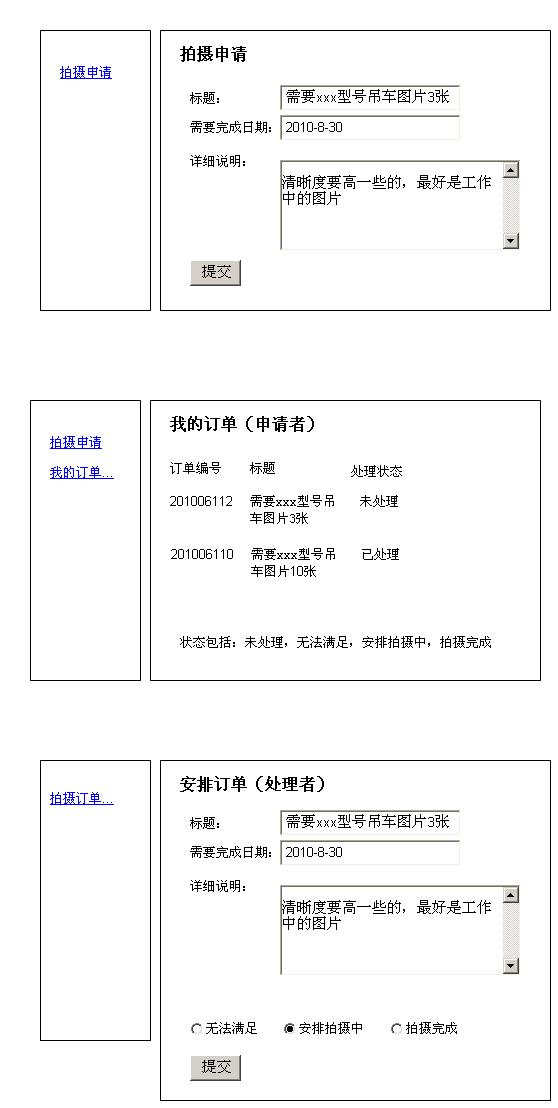 拍摄申请
拍摄申请
标题：
需要xxx型号吊车图片3张
需要完成日期：
2010-8-30
详细说明：
清晰度要高一些的，最好是工作
中的图片
提交
拍摄申请
我的订单...
我的订单（申请者）
订单编号 标题 处理状态
201006112 需要xxx型号吊 未处理
车图片3张
201006110 需要xxx型号吊 已处理
车图片10张
状态包括：未处理，无法满足，安排拍摄中，拍摄完成
拍摄订单...
安排订单（处理者）
标题：
需要xxx型号吊车图片3张
需要完成日期：
2010-8-30
详细说明：
清晰度要高一些的，最好是工作
中的图片
无法满足 安排拍摄中 拍摄完成
提交